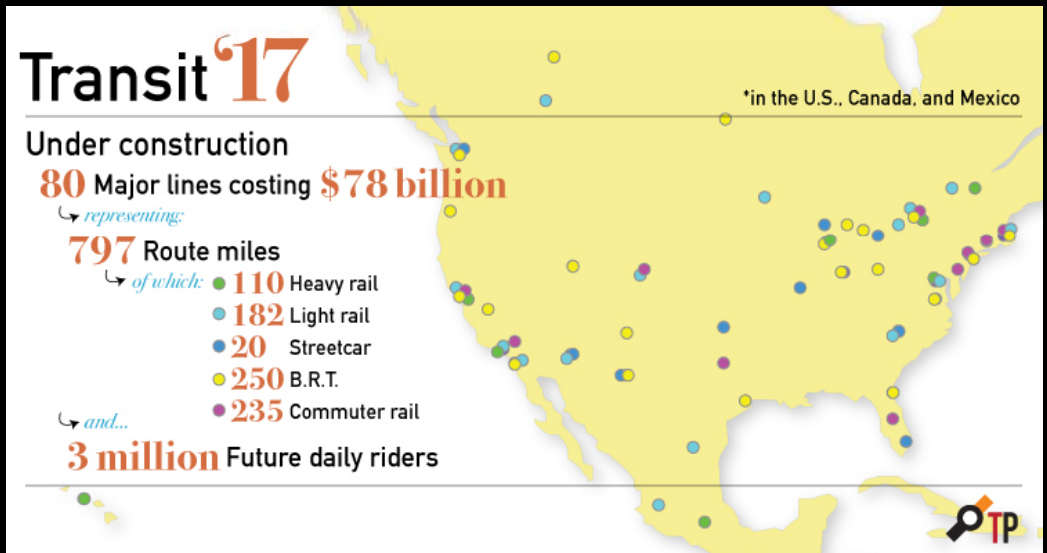 Transit ‘17
*in the U.S., Canada, and Mexico
Under construction
80 Major lines costing $78 billion
representing:
797 Route miles
of which:
110 Heavy rail
182 Light rail
20 Streetcar
250 B.R.T.
235 Commuter rail
and...
3 million Future daily riders
TP